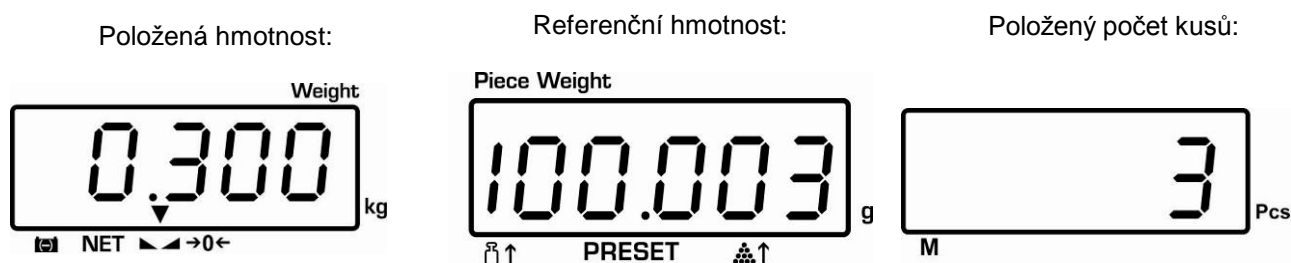 Položená hmotnost:
Referenční hmotnost:
Položený počet kusů:
Weight
0.300
kg
NET →0←
Piece Weight
100.003
g
↑ PRESET ↑
3
Pcs
M